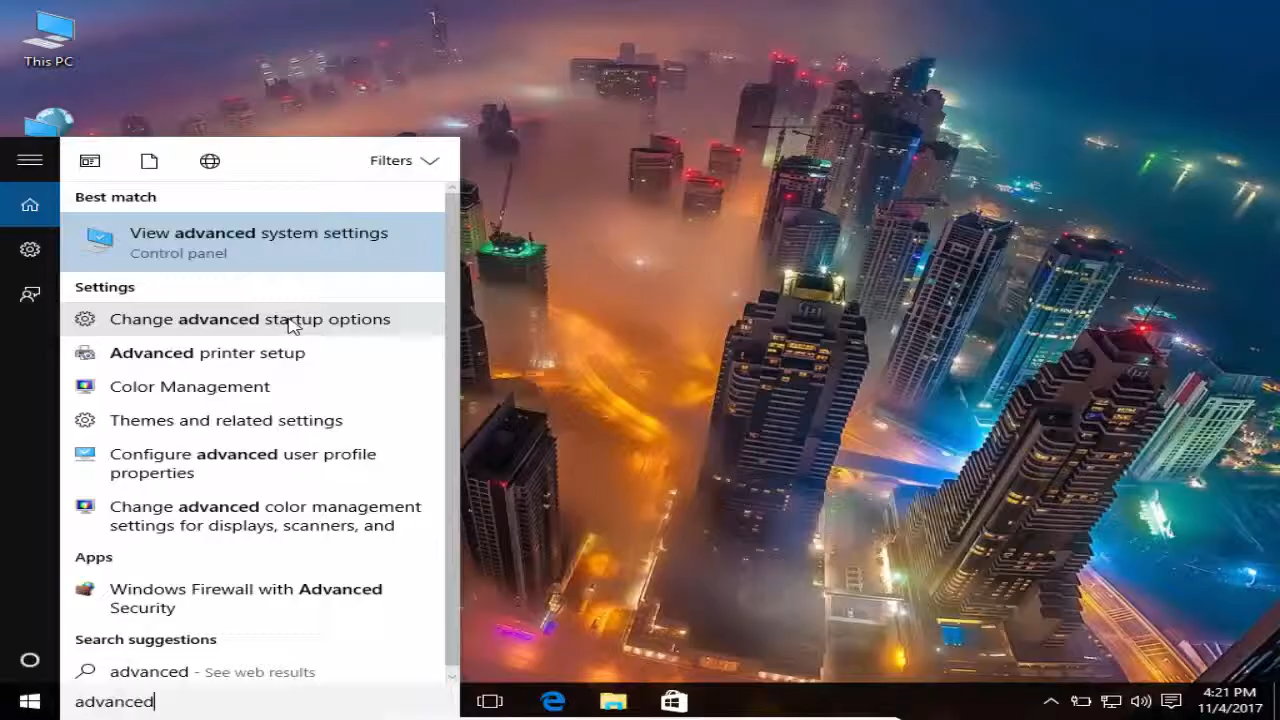 This PC
Filters
Best match
View advanced system settings
Control panel
Settings
Change advanced startup options
Advanced printer setup
Color Management
Themes and related settings
Configure advanced user profile
properties
Change advanced color management
settings for displays, scanners, and
Apps
Windows Firewall with Advanced
Security
Search suggestions
advanced - See web results
advanced
4:21 PM
11/4/2017